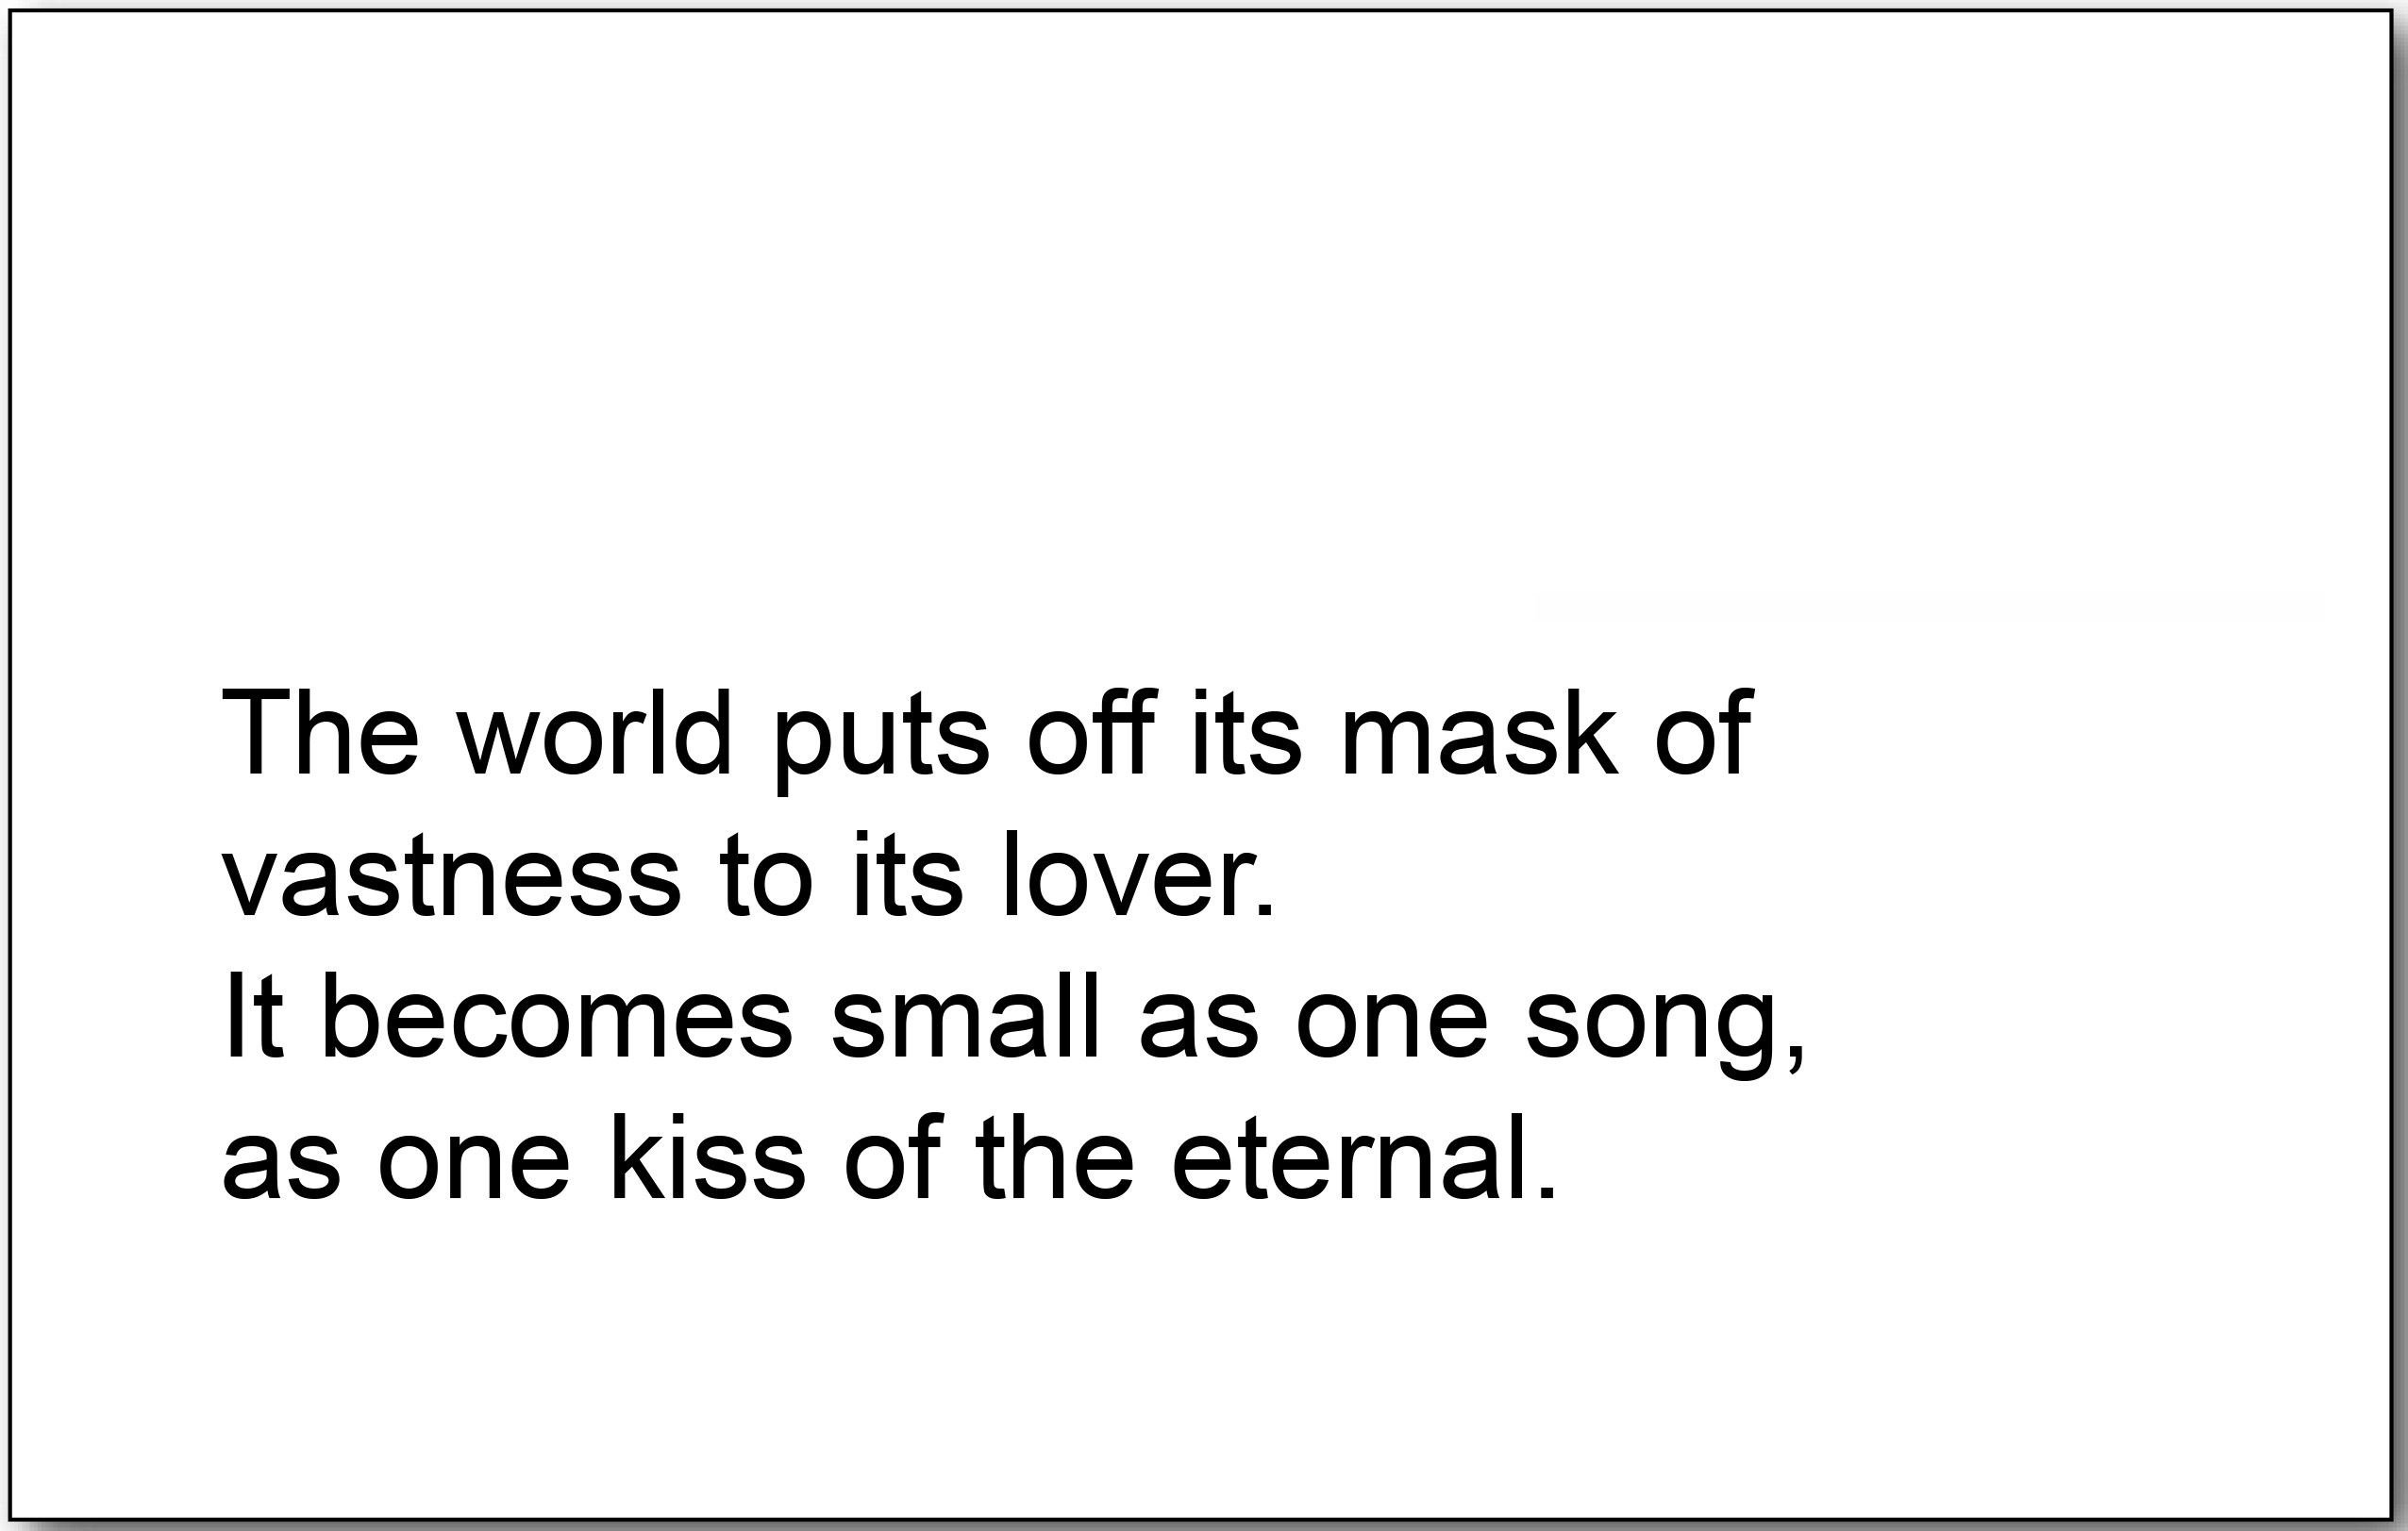 The world puts off its mask of
vastness to its lover.
It becomes small as one song,
as one kiss of the eternal.